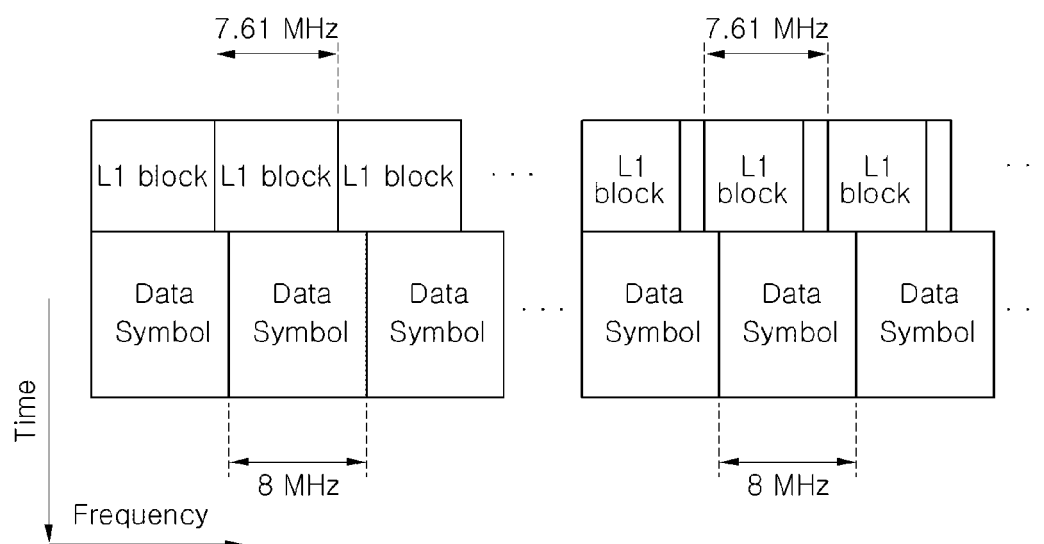 7.61 MHz 7.61 MHz
L1 block L1 block L1 block . . . L1 block L1 block L1 block . .
Data Symbol Data Symbol Data Symbol . . . Data Symbol Data Symbol Data Symbol . .
Time
8 MHz 8 MHz
Frequency